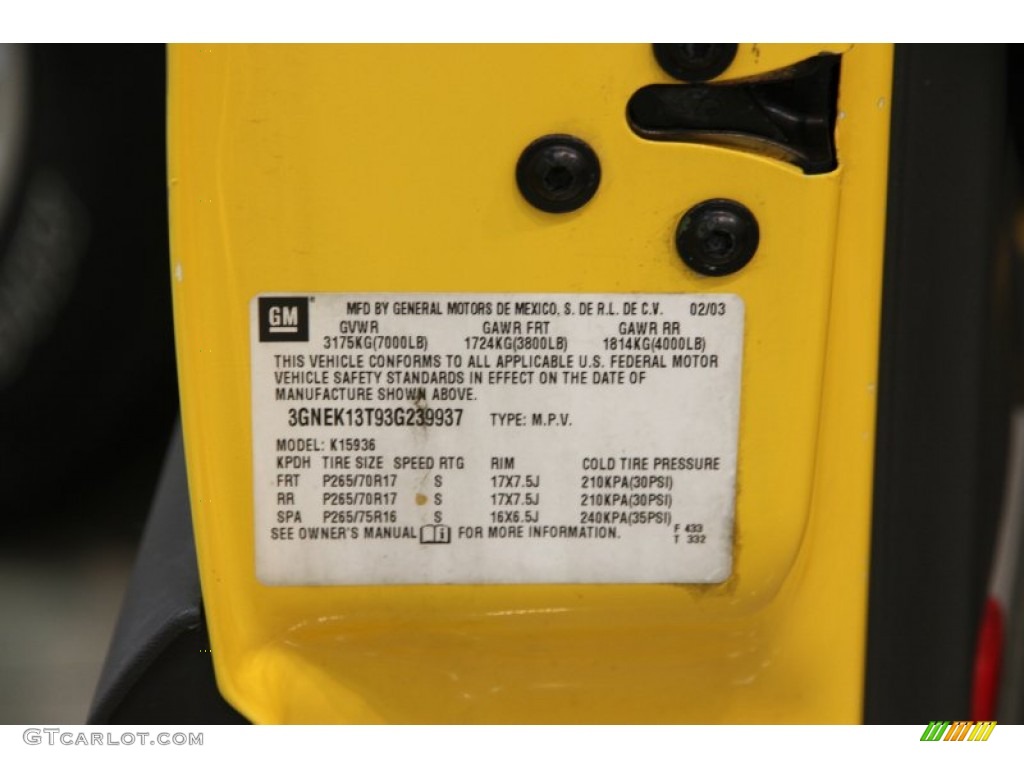 GM MFD BY GENERAL MOTORS DE MEXICO, S. DE R.L. DE C.V. 02/03
GVWR GAWR FRT GAWR RR
3175KG(7000LB) 1724KG(3800LB) 1814KG(4000LB)
THIS VEHICLE CONFORMS TO ALL APPLICABLE U.S. FEDERAL MOTOR
VEHICLE SAFETY STANDARDS IN EFFECT ON THE DATE OF
MANUFACTURE SHOWN ABOVE.
3GNEK13T93G239937 TYPE: M.P.V.
MODEL: K15936
KPDH TIRE SIZE SPEED RTG RIM COLD TIRE PRESSURE
FRT P265/70R17 S 17X7.5J 210KPA(30PSI)
RR P265/70R17 S 17X7.5J 210KPA(30PSI)
SPA P265/75R16 S 16X6.5J 240KPA(35PSI)
SEE OWNER'S MANUAL i FOR MORE INFORMATION.
F 433
T 332
GTCarlot.com